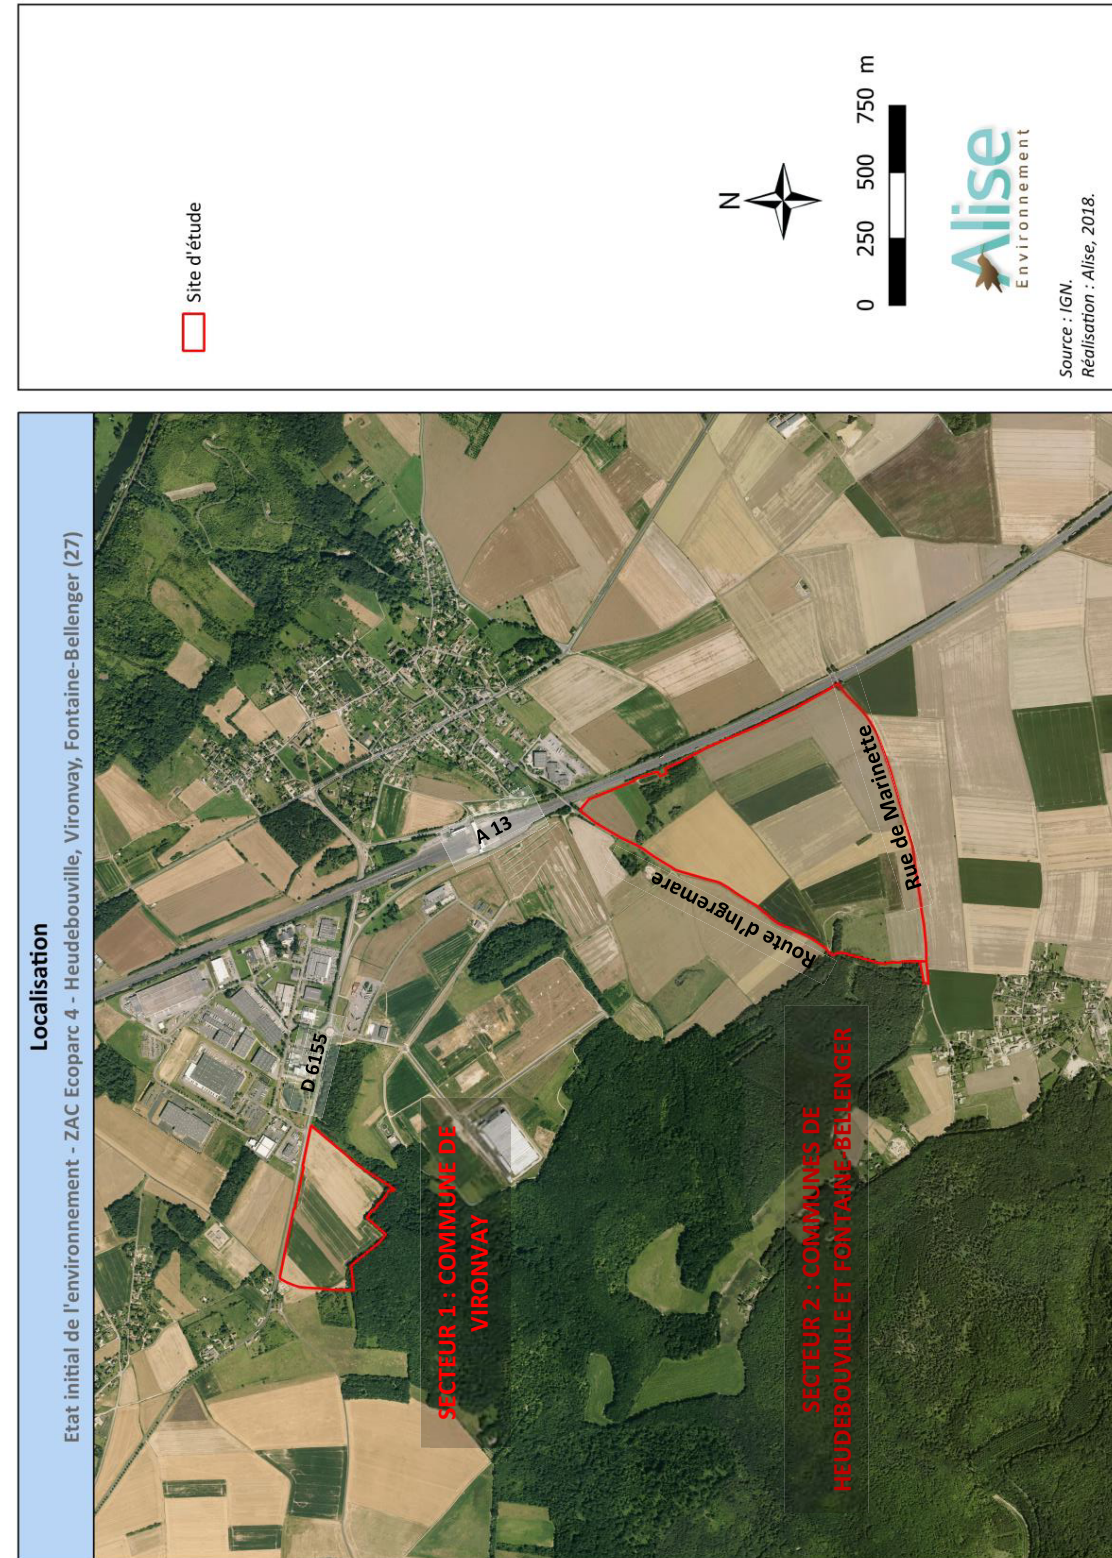 Localisation
Etat initial de l'environnement - ZAC Ecoparc 4 - Heudebouville, Vironvay, Fontaine-Bellenger (27)
D 6155
A 13
SECTEUR 1 : COMMUNE DE
VIRONVAY
Route d'Ingremare
Rue de Marinette
SECTEUR 2 : COMMUNES DE
HEUDEBOUVILLE ET FONTAINE-BELLENGER
Site d'étude
N
0 250 500 750 m
Alise
Environnement
Source : IGN.
Réalisation : Alise, 2018.